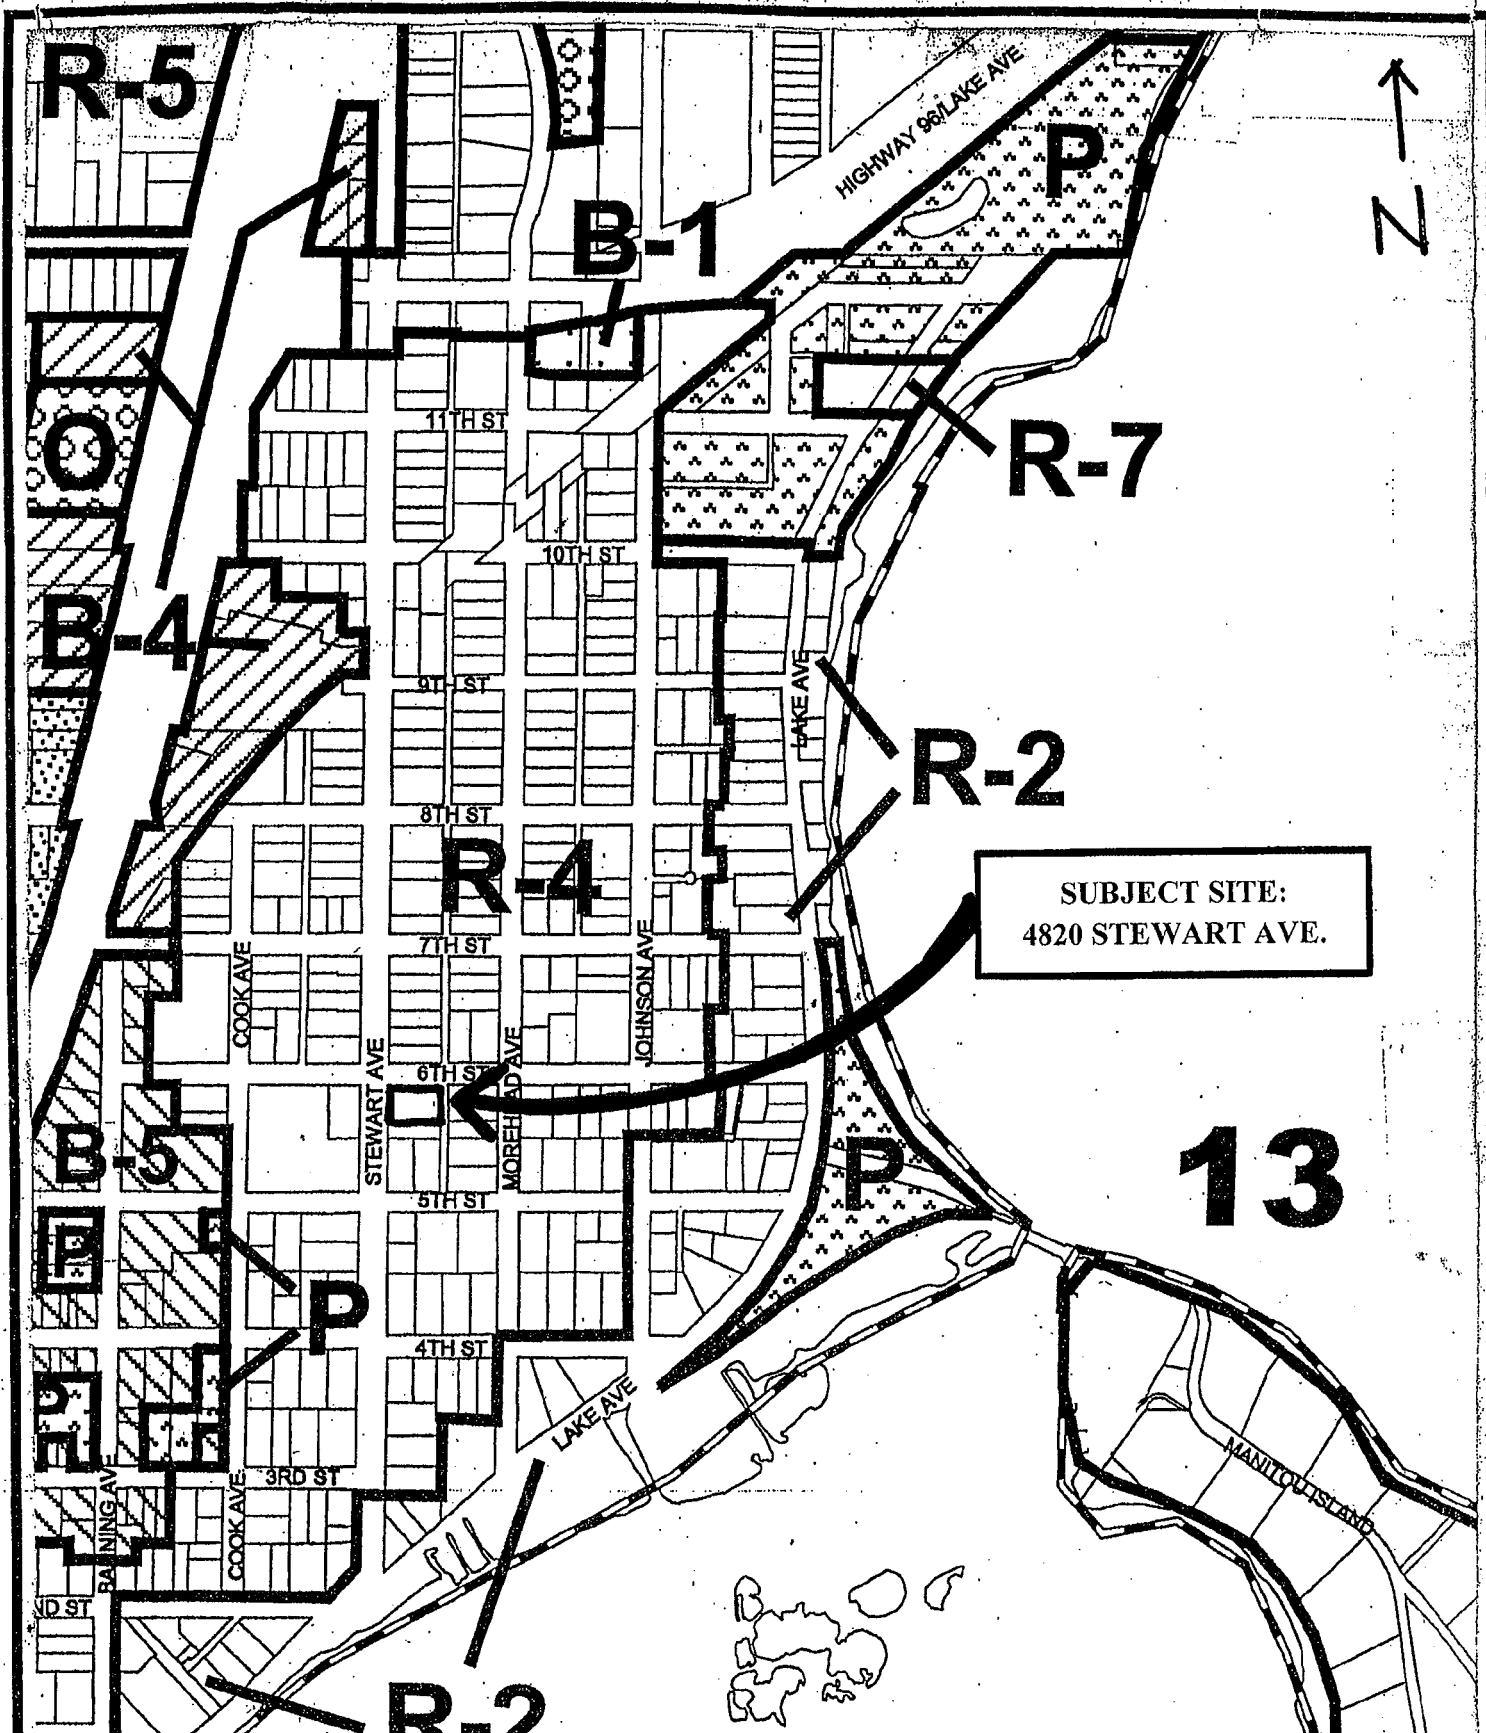 R-5
HIGHWAY 96/LAKE AVE
P
N
B-1
11TH ST
O
R-7
10TH ST
B-4
9TH ST
LAKE AVE
R-2
8TH ST
R-4
SUBJECT SITE:
4820 STEWART AVE.
7TH ST
COOK AVE
JOHNSON AVE
STEWART AVE
6TH ST
MOREHEAD AVE
B-5
P
13
5TH ST
P
P
4TH ST
P
LAKE AVE
MANITOU ISLAND
3RD ST
BANNING AV
COOK AVE
ND ST
R-2